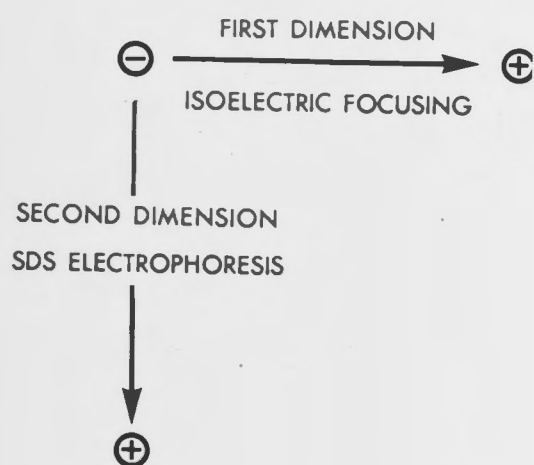 FIRST DIMENSION
⊖ ⊕
ISOELECTRIC FOCUSING
SECOND DIMENSION
SDS ELECTROPHORESIS
⊕